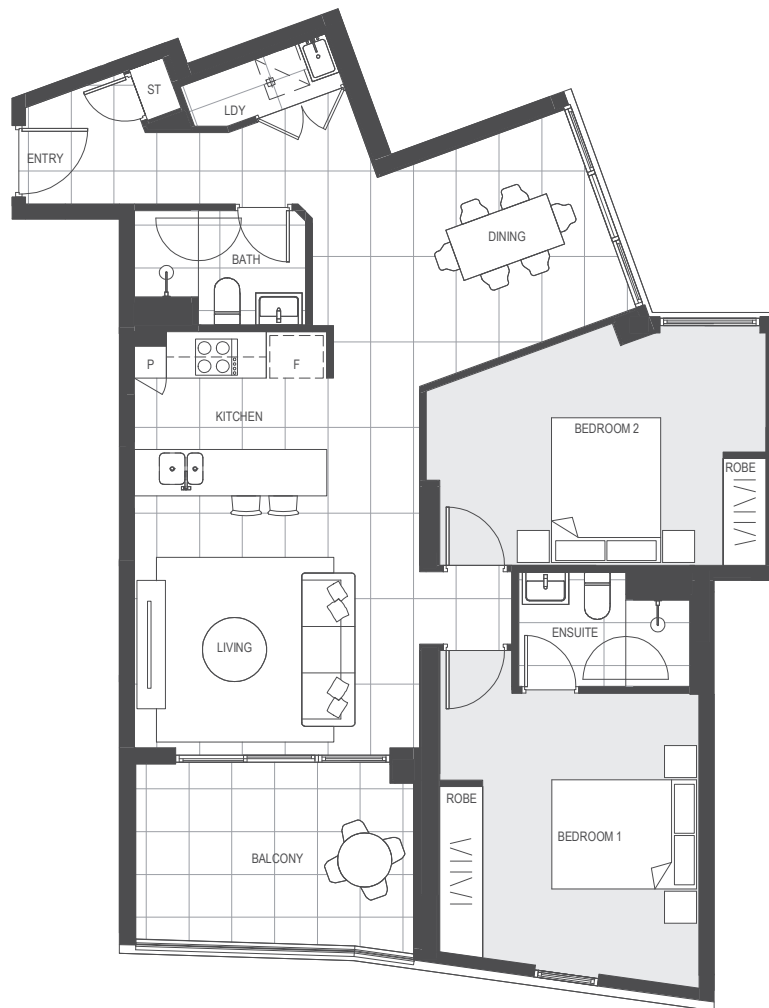 ST
LDY
ENTRY
DINING
BATH
P
F
KITCHEN
BEDROOM 2
ROBE
ENSUITE
LIVING
ROBE
BEDROOM 1
BALCONY